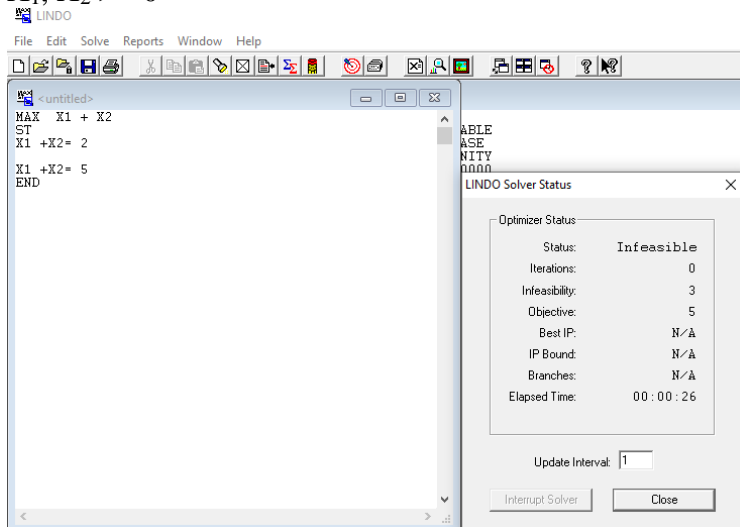 LINDO
File Edit Solve Reports Window Help
<untitled>
MAX X1 + X2
ST
X1 +X2= 2
X1 +X2= 5
END
ABLE
ASE
NITY
LINDO Solver Status
Optimizer Status
Status: Infeasible
Iterations: 0
Infeasibility: 3
Objective: 5
Best IP: N/A
IP Bound: N/A
Branches: N/A
Elapsed Time: 00:00:26
Update Interval: 1
Interrupt Solver Close